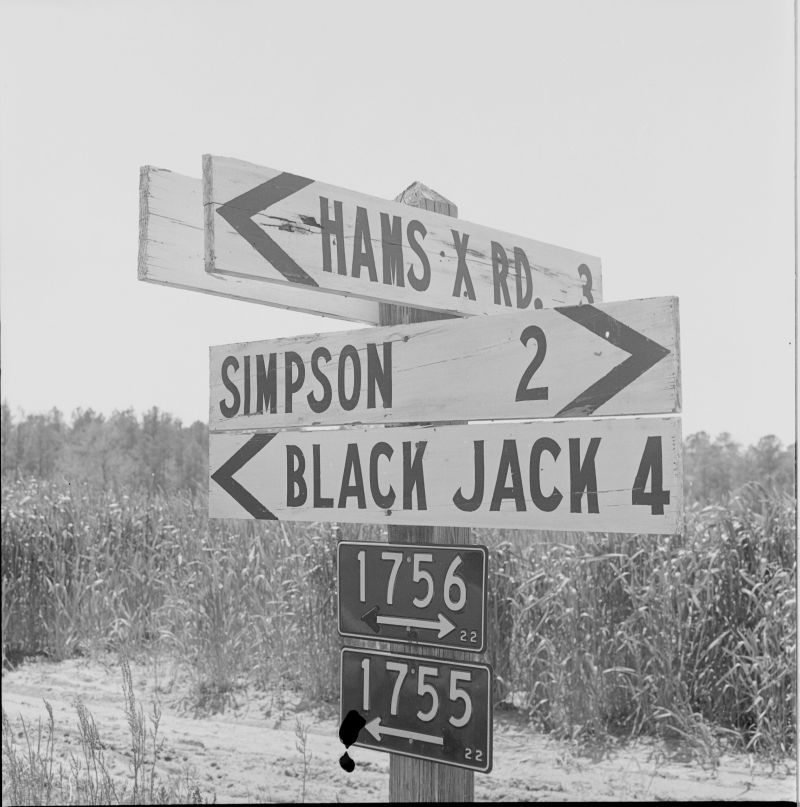 HAMS X RD. 3
SIMPSON 2
BLACK JACK 4
1756
22
1755
22